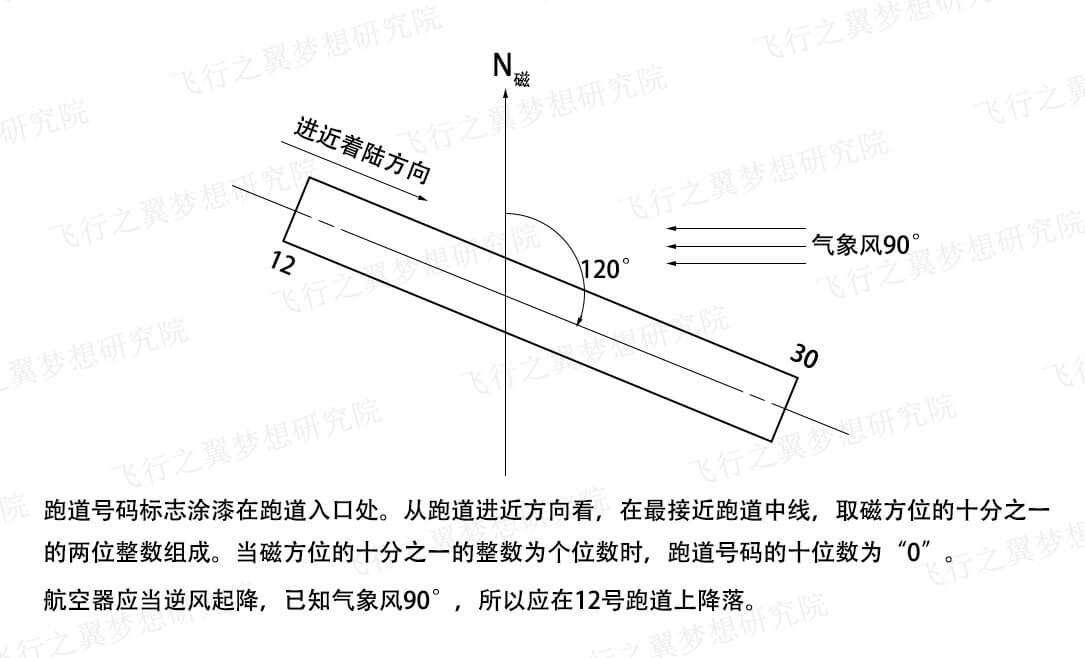 N磁
进近着陆方向
气象风90°
120°
12
30
跑道号码标志涂漆在跑道入口处。从跑道进近方向看，在最接近跑道中线，取磁方位的十分之一
的两位整数组成。当磁方位的十分之一的整数为个位数时，跑道号码的十位数为“0”。
航空器应当逆风起降，已知气象风90°，所以应在12号跑道上降落。
飞行之翼梦想研究院